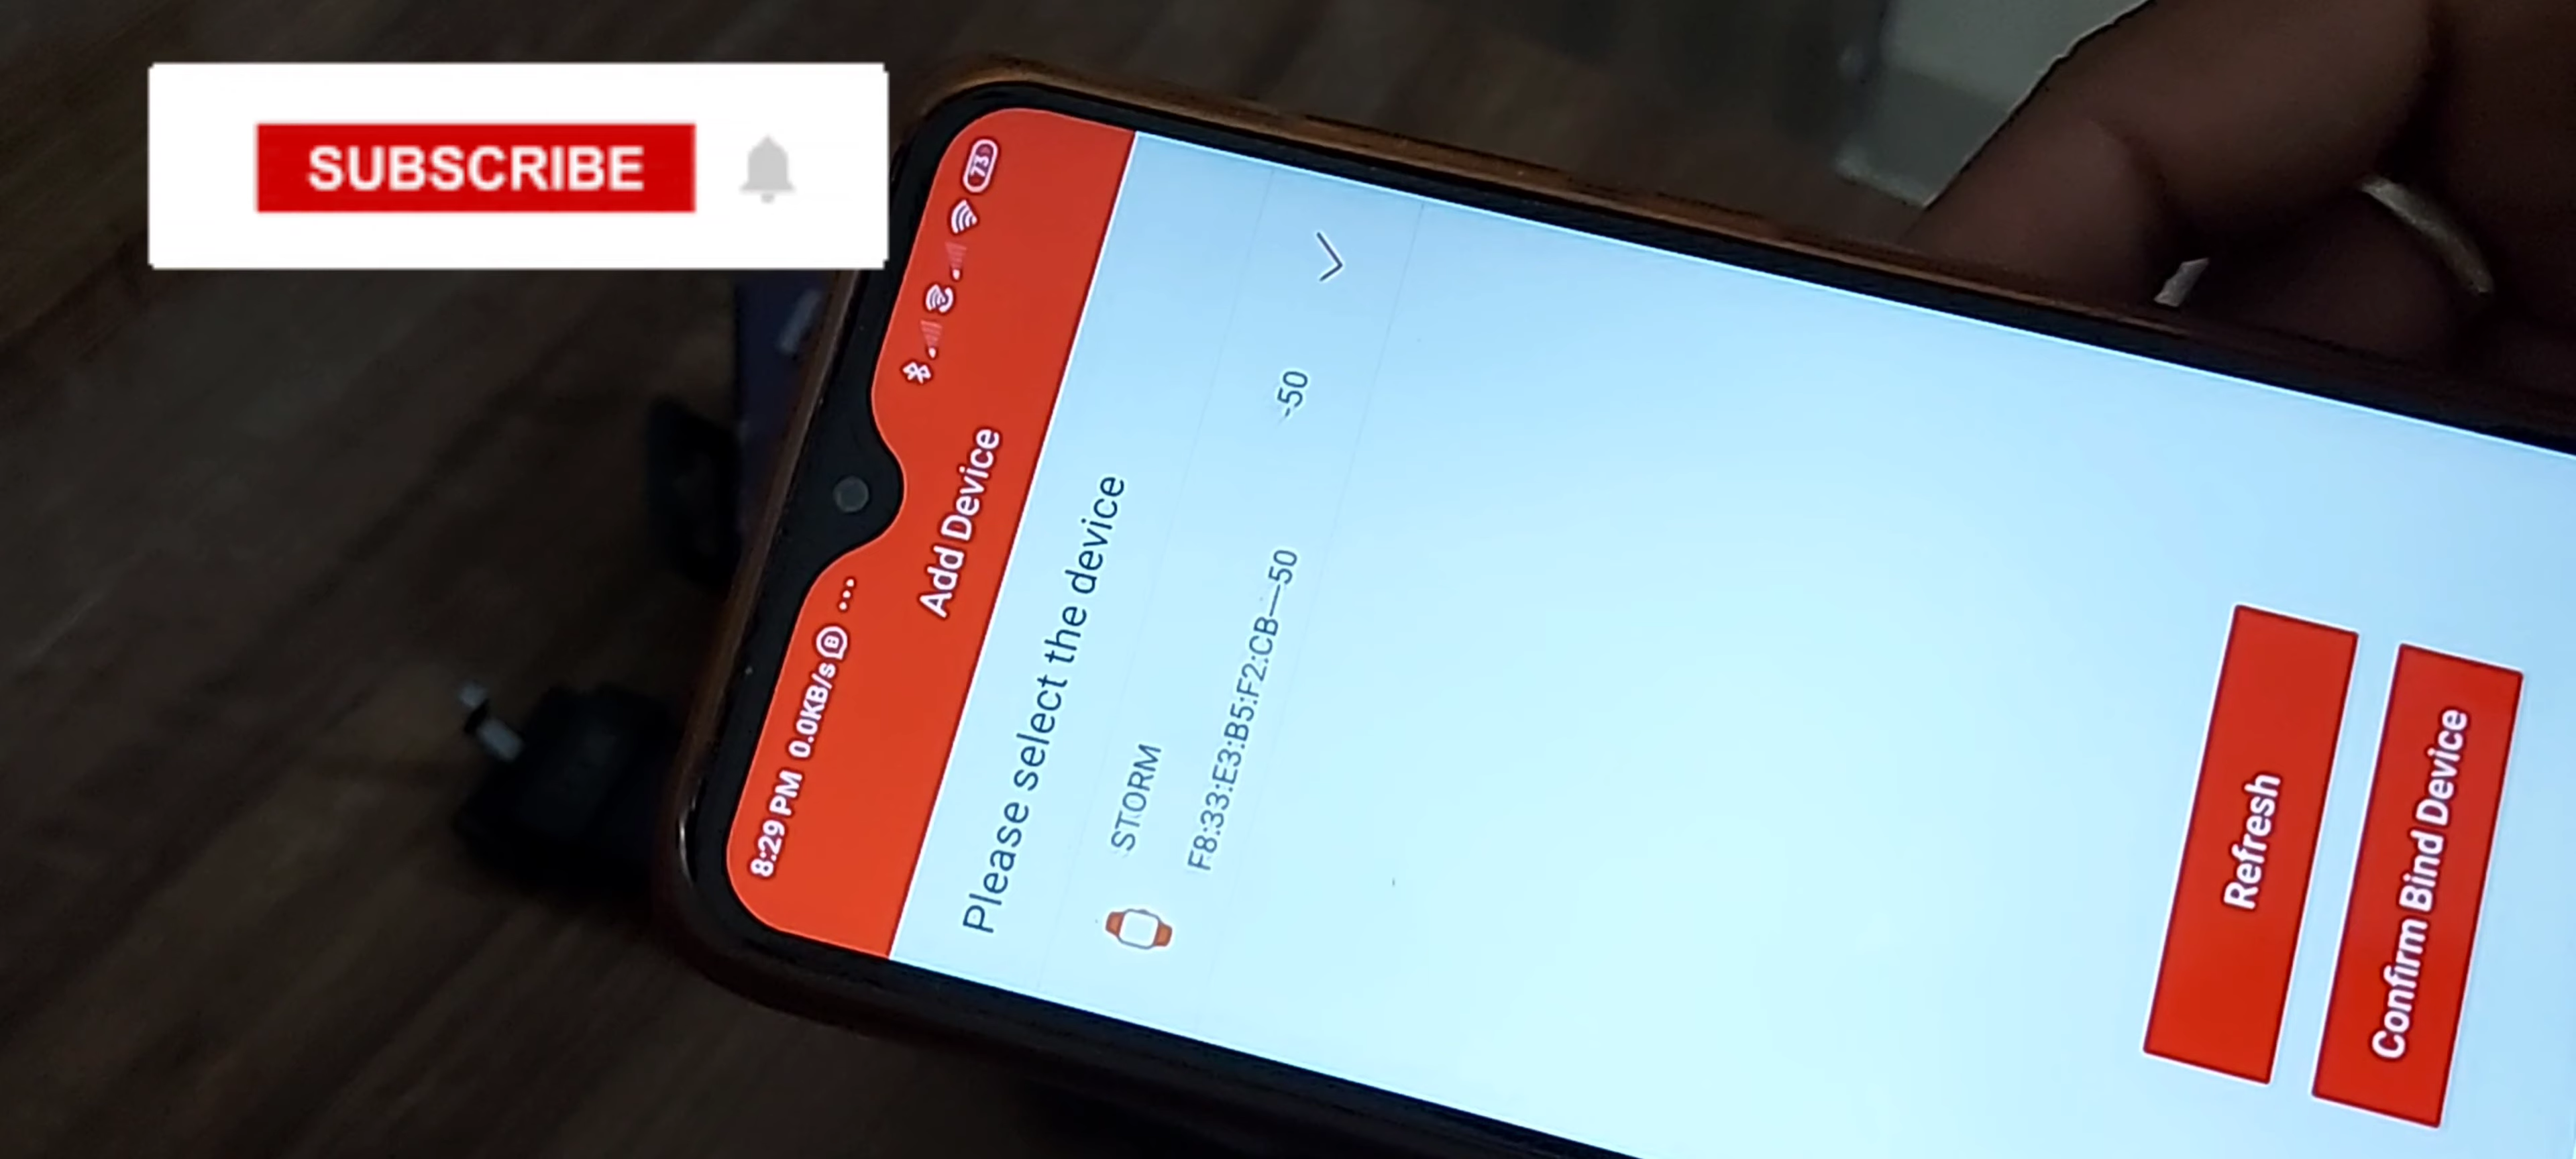 SUBSCRIBE
8:29 PM 0.0KB/s ...
73
Add Device
Please select the device
STORM
F8:33:E3:B5:F2:CB---50
-50
Refresh
Confirm Bind Device